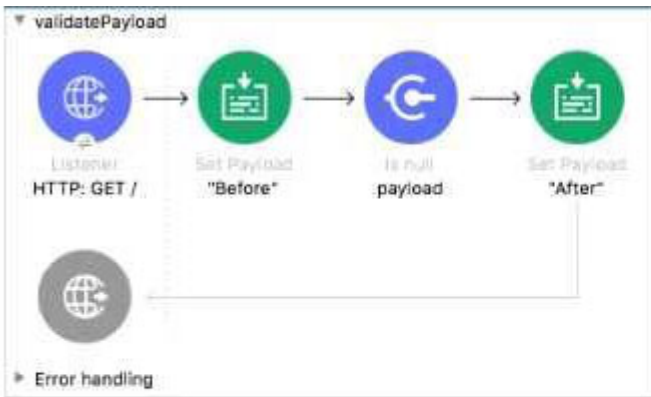 validatePayload
Listener
Set Payload
Is null
Set Payload
HTTP: GET /
"Before"
payload
"After"
Error handling